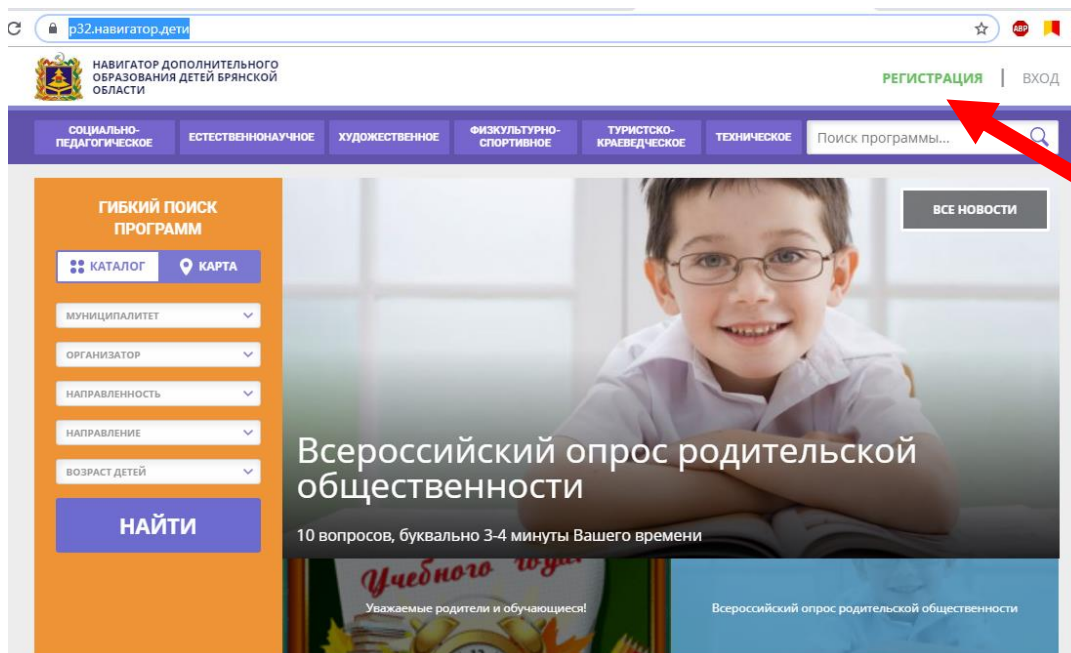 р32.навигатор.дети
ABP
НАВИГАТОР ДОПОЛНИТЕЛЬНОГО
ОБРАЗОВАНИЯ ДЕТЕЙ БРЯНСКОЙ
ОБЛАСТИ
РЕГИСТРАЦИЯ | ВХОД
СОЦИАЛЬНО-
ПЕДАГОГИЧЕСКОЕ
ЕСТЕСТВЕННОНАУЧНОЕ
ХУДОЖЕСТВЕННОЕ
ФИЗКУЛЬТУРНО-
СПОРТИВНОЕ
ТУРИСТСКО-
КРАЕВЕДЧЕСКОЕ
ТЕХНИЧЕСКОЕ
Поиск программы...
ГИБКИЙ ПОИСК
ПРОГРАММ
КАТАЛОГ
КАРТА
МУНИЦИПАЛИТЕТ
ОРГАНИЗАТОР
НАПРАВЛЕННОСТЬ
НАПРАВЛЕНИЕ
ВОЗРАСТ ДЕТЕЙ
НАЙТИ
ВСЕ НОВОСТИ
Всероссийский опрос родительской
общественности
10 вопросов, буквально 3-4 минуты Вашего времени
Учебного года!
Уважаемые родители и обучающиеся!
Всероссийский опрос родительской общественности